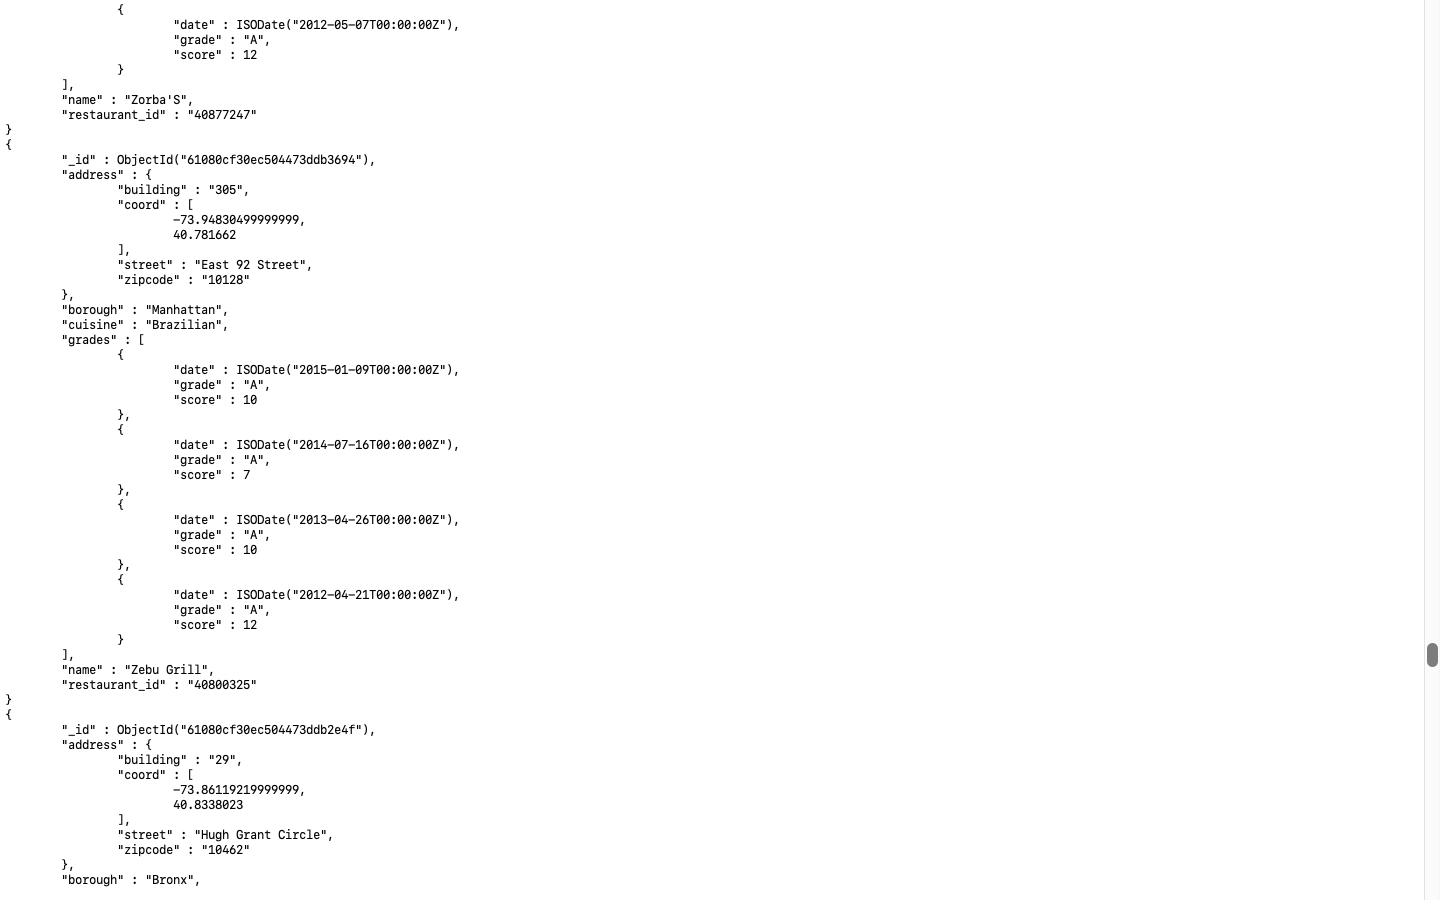 {
"date" : ISODate("2012-05-07T00:00:00Z"),
"grade" : "A",
"score" : 12
}
],
"name" : "Zorba'S",
"restaurant_id" : "40877247"
}
{
"_id" : ObjectId("61080cf30ec504473ddb3694"),
"address" : {
"building" : "305",
"coord" : [
-73.94830499999999,
40.781662
],
"street" : "East 92 Street",
"zipcode" : "10128"
},
"borough" : "Manhattan",
"cuisine" : "Brazilian",
"grades" : [
{
"date" : ISODate("2015-01-09T00:00:00Z"),
"grade" : "A",
"score" : 10
},
{
"date" : ISODate("2014-07-16T00:00:00Z"),
"grade" : "A",
"score" : 7
},
{
"date" : ISODate("2013-04-26T00:00:00Z"),
"grade" : "A",
"score" : 10
},
{
"date" : ISODate("2012-04-21T00:00:00Z"),
"grade" : "A",
"score" : 12
}
],
"name" : "Zebu Grill",
"restaurant_id" : "40800325"
}
{
"_id" : ObjectId("61080cf30ec504473ddb2e4f"),
"address" : {
"building" : "29",
"coord" : [
-73.86119219999999,
40.8338023
],
"street" : "Hugh Grant Circle",
"zipcode" : "10462"
},
"borough" : "Bronx",